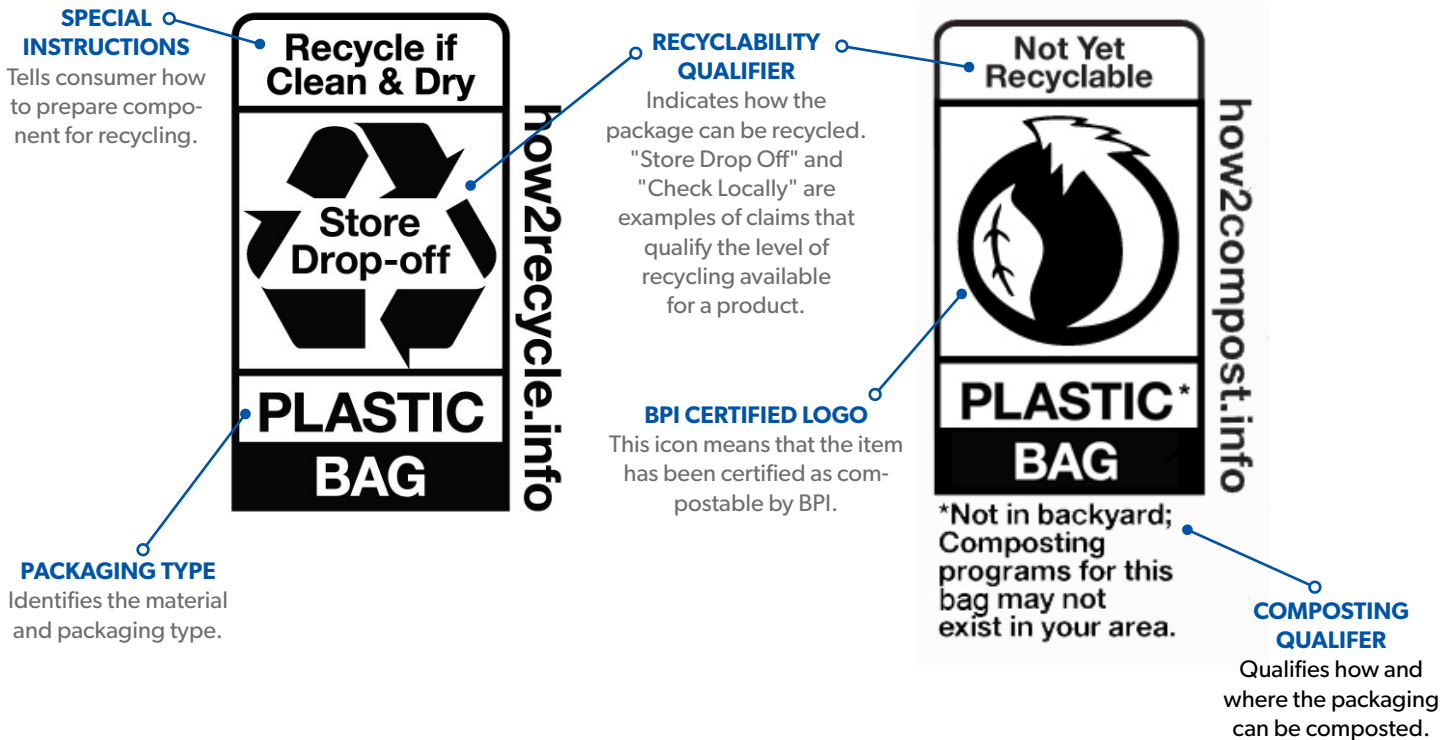 SPECIAL
INSTRUCTIONS
Tells consumer how
to prepare compo-
nent for recycling.
Recycle if
Clean & Dry
Store
Drop-off
PLASTIC
BAG
how2recycle.info
PACKAGING TYPE
Identifies the material
and packaging type.
RECYCLABILITY
QUALIFIER
Indicates how the
package can be recycled.
"Store Drop Off" and
"Check Locally" are
examples of claims that
qualify the level of
recycling available
for a product.
BPI CERTIFIED LOGO
This icon means that the item
has been certified as com-
postable by BPI.
Not Yet
Recyclable
PLASTIC*
BAG
how2compost.info
*Not in backyard;
Composting
programs for this
bag may not
exist in your area.
COMPOSTING
QUALIFER
Qualifies how and
where the packaging
can be composted.